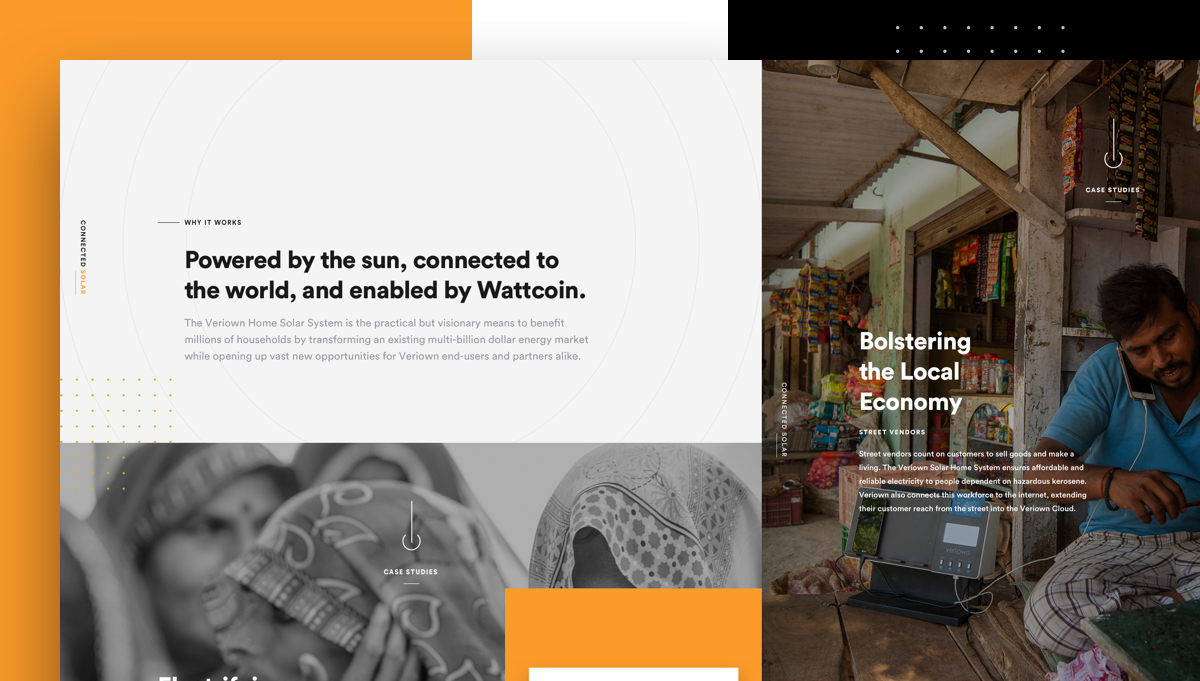 WHY IT WORKS
CONNECTED SOLAR
Powered by the sun, connected to
the world, and enabled by Wattcoin.
The Veriown Home Solar System is the practical but visionary means to benefit
millions of households by transforming an existing multi-billion dollar energy market
while opening up vast new opportunities for Veriown end-users and partners alike.
CASE STUDIES
CASE STUDIES
CONNECTED SOLAR
Bolstering
the Local
Economy
STREET VENDORS
Street vendors count on customers to sell goods and make a
living. The Veriown Solar Home System ensures affordable and
reliable electricity to people dependent on hazardous kerosene.
Veriown also connects this workforce to the internet, extending
their customer reach from the street into the Veriown Cloud.
VERIOWN